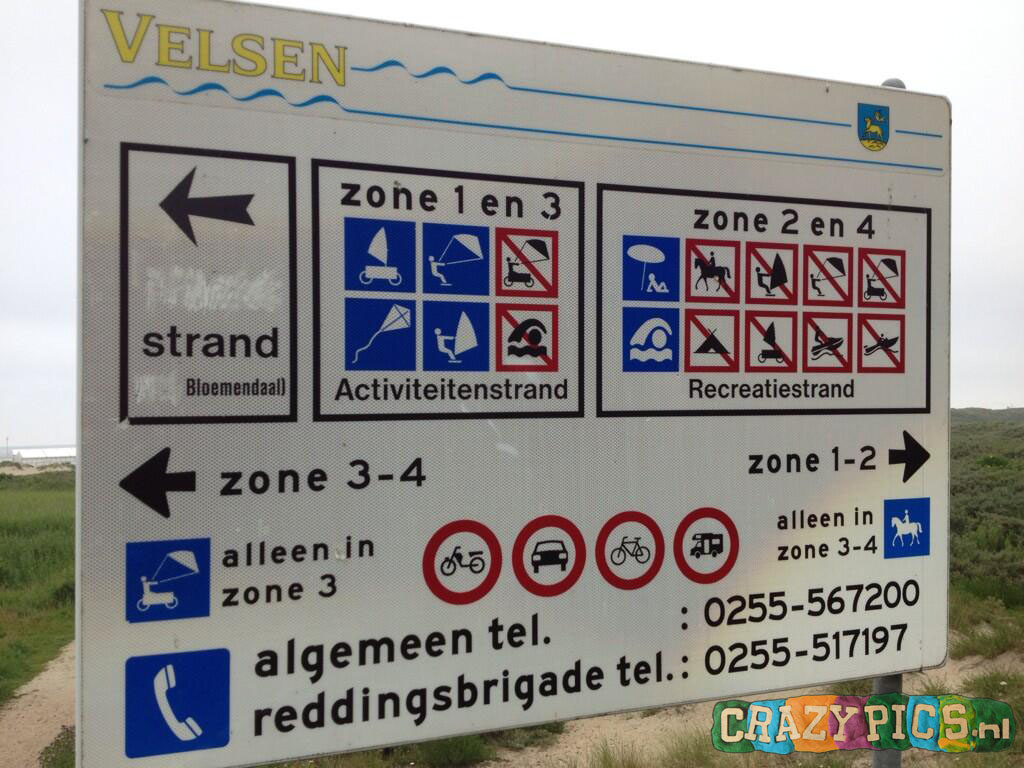 VELSEN
strand
Bloemendaal)
zone 1 en 3
Activiteitenstrand
zone 2 en 4
Recreatiestrand
zone 3-4
zone 1-2
alleen in
zone 3
alleen in
zone 3-4
algemeen tel. : 0255-567200
reddingsbrigade tel.: 0255-517197
CRAZYPICS.nl